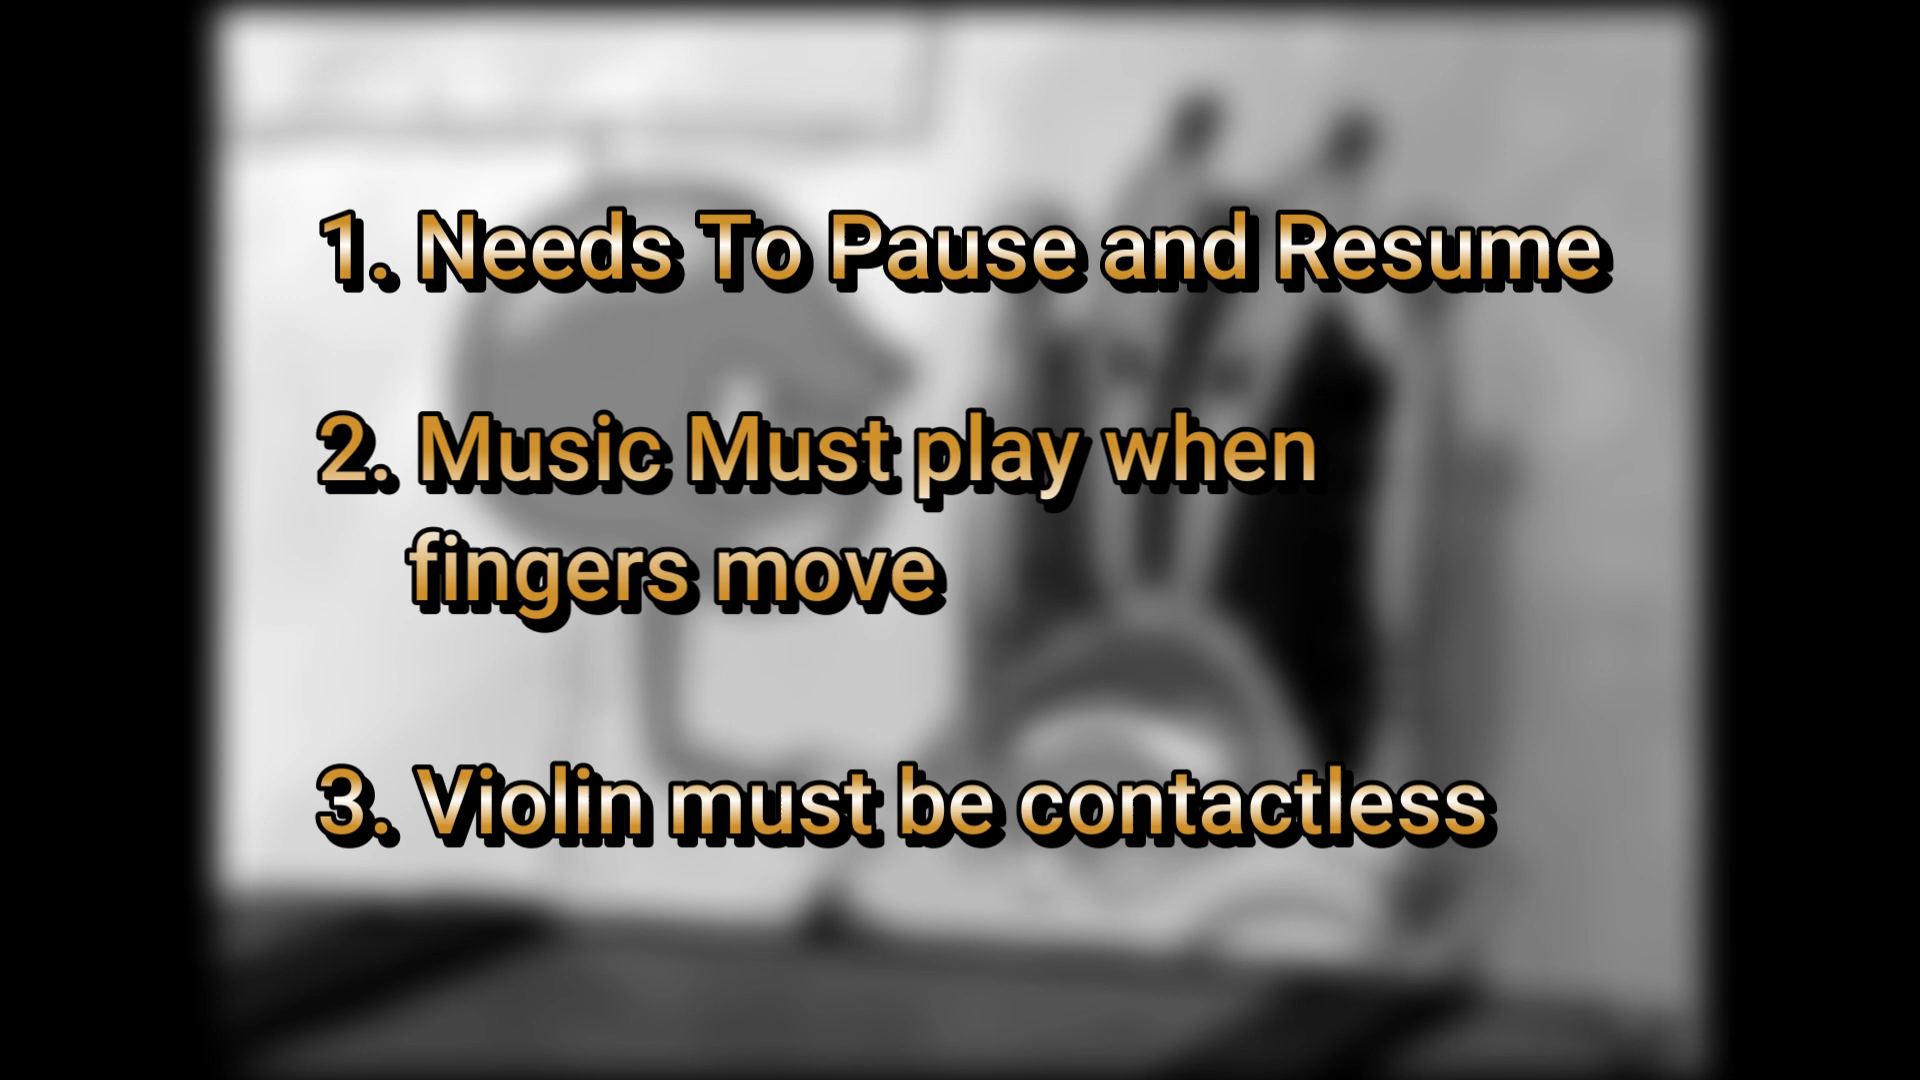 1. Needs To Pause and Resume
2. Music Must play when
fingers move
3. Violin must be contactless